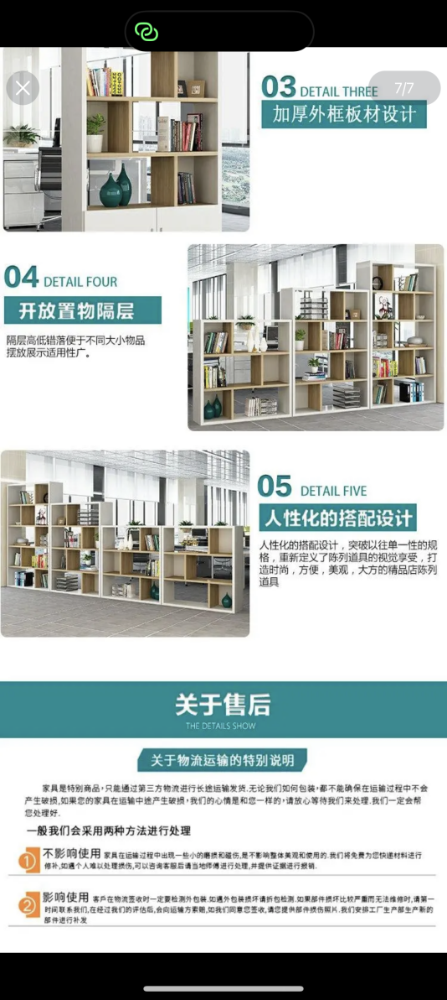 7/7
03 DETAIL THREE
加厚外框板材设计
04 DETAIL FOUR
开放置物隔层
隔层高低错落便于不同大小物品
摆放展示适用性广。
05 DETAIL FIVE
人性化的搭配设计
人性化的搭配设计，突破以往单一性的规
格，重新定义了陈列道具的视觉享受，打
造时尚，方便，美观，大方的精品店陈列
道具
关于售后
THE DETAILS SHOW
关于物流运输的特别说明
家具是特别商品,只能通过第三方物流进行长途运输发货.无论我们如何包装,都不能确保在运输过程中不会
产生破损,如果您的家具在运输中途产生破损,我们的心情是和您一样的,请放心等待我们来处理.我们一定会帮
您处理好.
一般我们会采用两种方法进行处理
1 不影响使用 家具在运输过程中出现一些小的磨损和碰伤,是不影响整体美观和使用的.我们将免费为您快递材料进行
修补,如遇个人难以处理损伤,可以咨询客服后请当地师傅进行处理,并提供证据进行报销.
2 影响使用 客户在物流签收时一定要检测外包装.如遇外包装损坏请拆包检测.如果部件损坏比较严重而无法维修时,请第一
时间联系我们,在经过我们的评估后,会向运输方索赔,如我们同意您签收,请您提供部件损伤照片.我们安排工厂生产部生产新的
部件进行补发